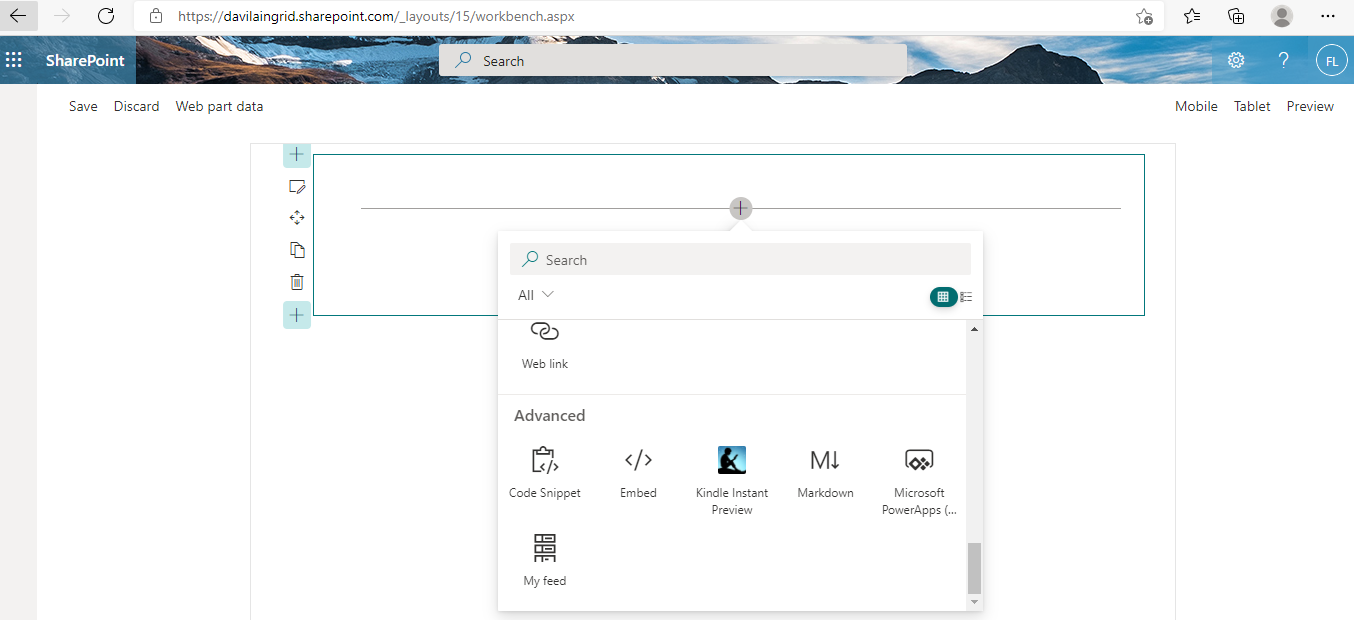 https://davilaingrid.sharepoint.com/_layouts/15/workbench.aspx
SharePoint
Search
FL
Save Discard Web part data
Mobile Tablet Preview
Search
All
Web link
Advanced
Code Snippet
Embed
Kindle Instant
Preview
Markdown
Microsoft
PowerApps (...
My feed